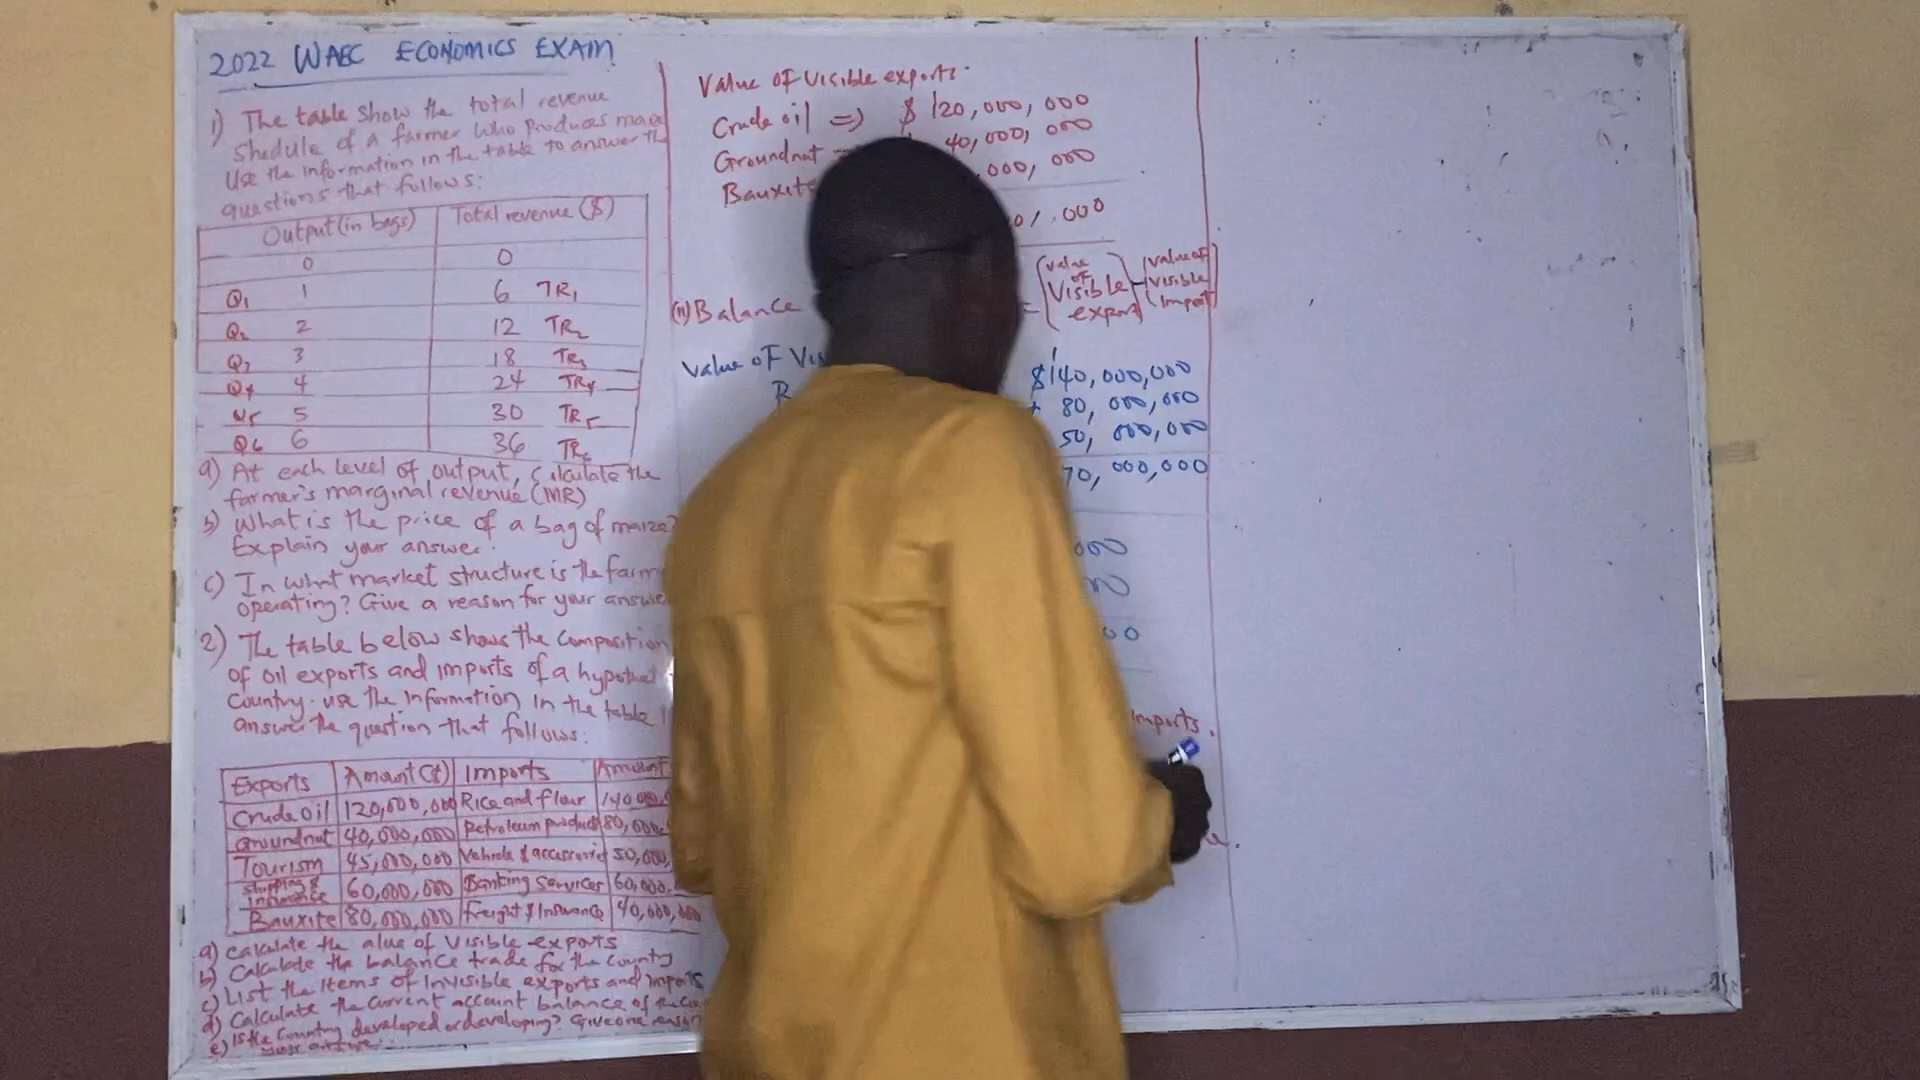 2022 WAEC ECONOMICS EXAM
1) The table show the total revenue
Shedule of a farmer who produces
Use the information in the table to answer the
questions that follows:
Output (in bags) Total revenue ($)
0 0
Q1 1 6 TR1
Q2 2 12 TR2
Q3 3 18 TR3
Q4 4 24 TR4
5 30 TR5
Q6 6 36 TR6
a) At each level of output, Calculate the
farmer's marginal revenue (MR)
b) What is the price of a bag of maize?
Explain your answer.
c) In what market structure is the farm
operating? Give a reason for your answe
2) The table below shows the Composition
of oil exports and imports of a hypothet
Country. use the information in the table
answer the question that follows:
Exports Amount ($) Imports Amount
Crude oil 120,000,000 Rice and flour
Groundnut 40,000,000 Petroleum product 80,000
Tourism 45,000,000 Vehicle & accessories 50,000,
Shipping & insurance 60,000,000 Banking Services 60,000,
Bauxite 80,000,000 Freight & Insurance 40,000,000
a) Calculate the alue of Visible exports
b) Calculate the balance trade for the country
c) List the items of Invisible exports and imports
d) Calculate the Current account balance of the
e) Is the Country developed or developing? Give one reason
your answer.
Value of Visible exports.
Crude oil => $ 120,000,000
Groundnut 40,000,000
Bauxite ,000,000
,000
(ii) Balance = (value of Visible export) - (value of visible import)
Value of Vis $140,000,000
+ 80,000,000
50,000,000
70,000,000
000
00
imports.